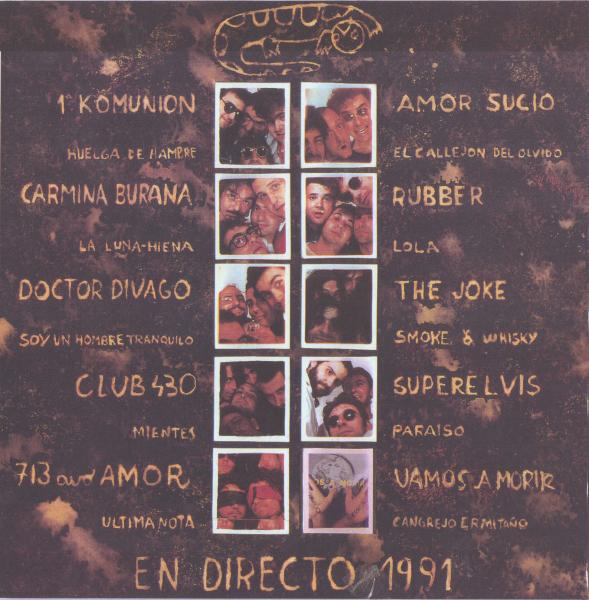 1ª KOMUNION
HUELGA DE HAMBRE
CARMINA BURANA
LA LUNA-HIENA
DOCTOR DIVAGO
SOY UN HOMBRE TRANQUILO
CLUB 430
MIENTES
713 avo AMOR
ULTIMA NOTA
AMOR SUCIO
EL CALLEJON DEL OLVIDO
RUBBER
LOLA
THE JOKE
SMOKE & WHISKY
SUPERELVIS
PARAISO
VAMOS A MORIR
CANGREJO ERMITAÑO
EN DIRECTO 1991